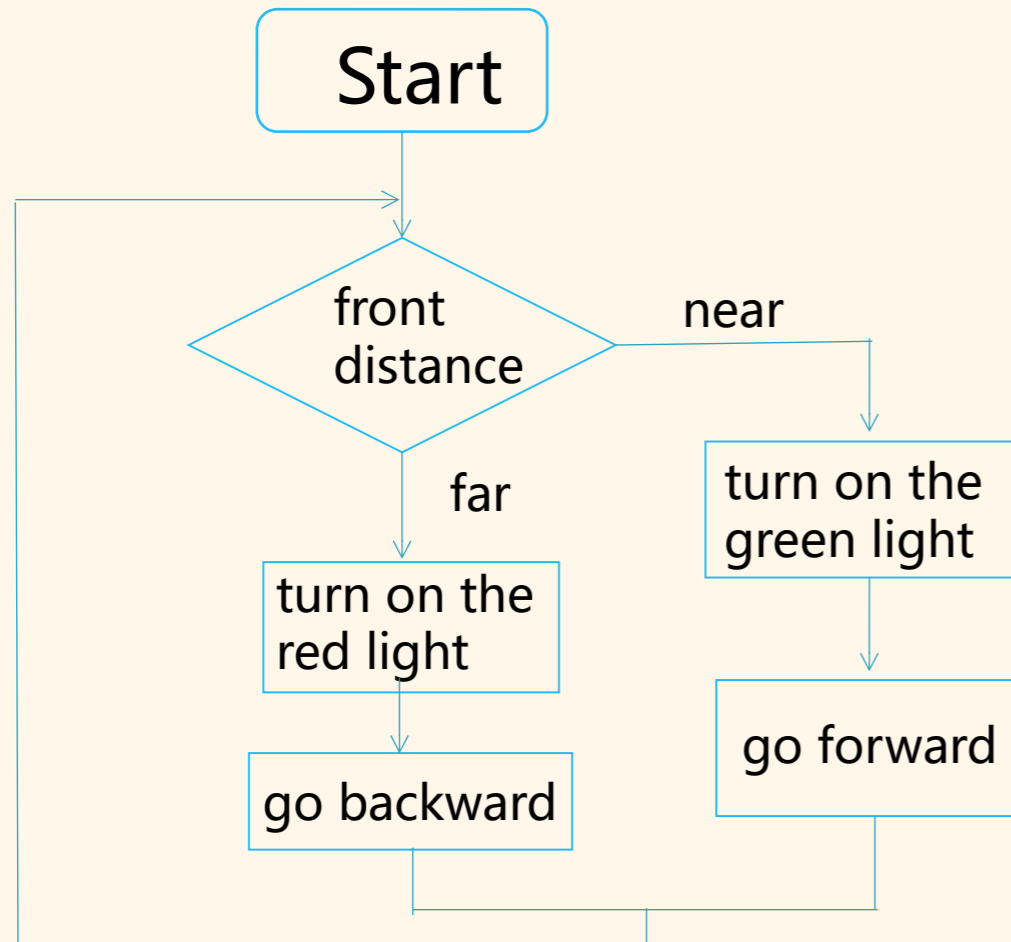 Start
front
distance
near
far
turn on the
green light
turn on the
red light
go forward
go backward